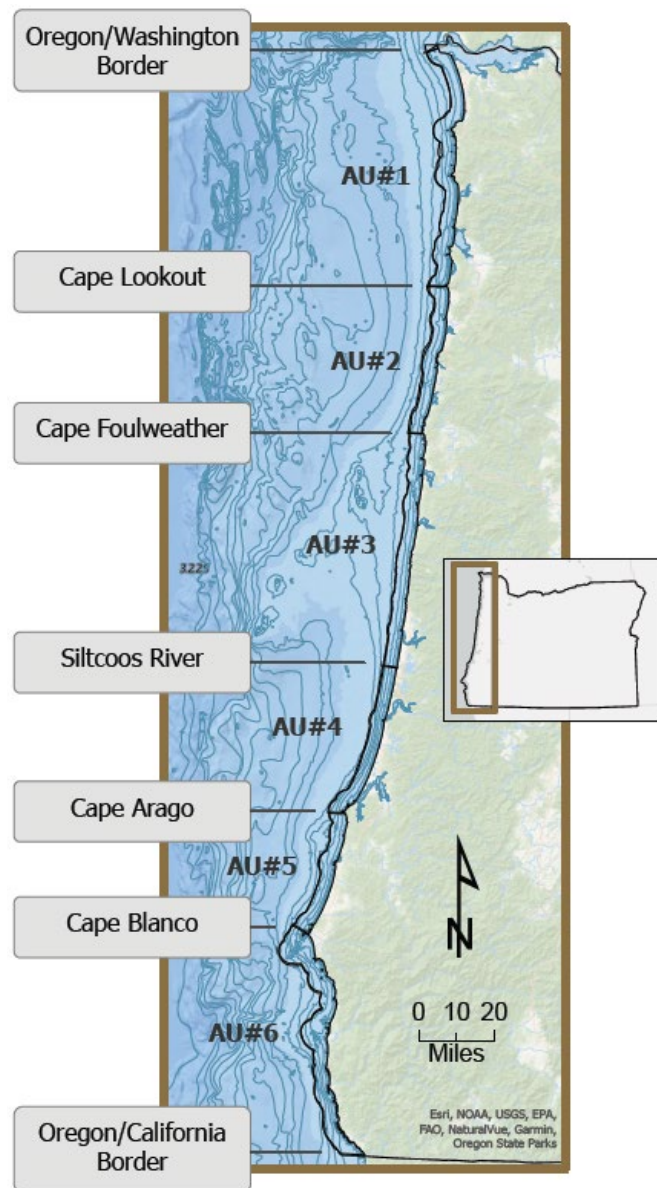 Oregon/Washington
Border
AU#1
Cape Lookout
AU#2
Cape Foulweather
AU#3
3225
Siltcoos River
AU#4
Cape Arago
AU#5
Cape Blanco
N
0 10 20
Miles
AU#6
Oregon/California
Border
Esri, NOAA, USGS, EPA,
FAO, NaturalVue, Garmin,
Oregon State Parks